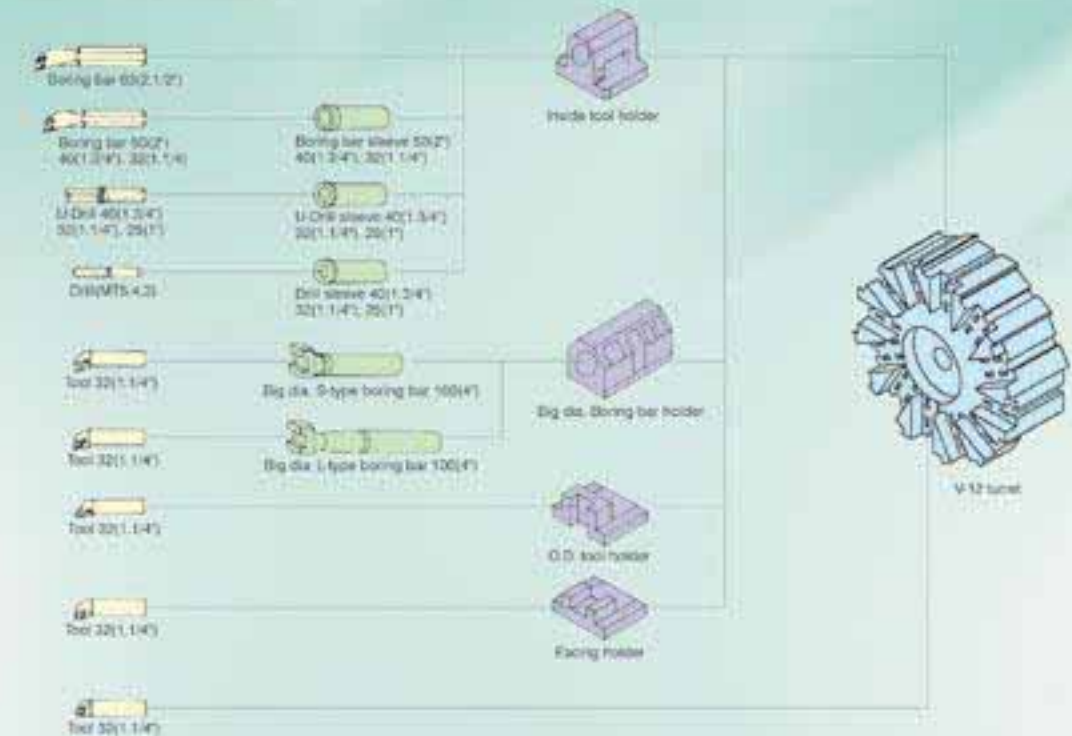 Boring bar 63(2.1/2")
Inside tool holder
Boring bar 50(2")
40(1.3/4"), 32(1.1/4)
Boring bar sleeve 50(2")
40(1.3/4"), 32(1.1/4")
U-Drill 40(1.3/4")
32(1.1/4"), 25(1")
U-Drill sleeve 40(1.3/4")
32(1.1/4"), 25(1")
Drill(MT5.4.3)
Drill sleeve 40(1.3/4")
32(1.1/4"), 25(1")
Tool 32(1.1/4")
Big dia. S-type boring bar 100(4")
Big dia. Boring bar holder
Tool 32(1.1/4")
Big dia. L-type boring bar 100(4")
V-12 turret
Tool 32(1.1/4")
O.D. tool holder
Tool 32(1.1/4")
Facing holder
Tool 32(1.1/4")